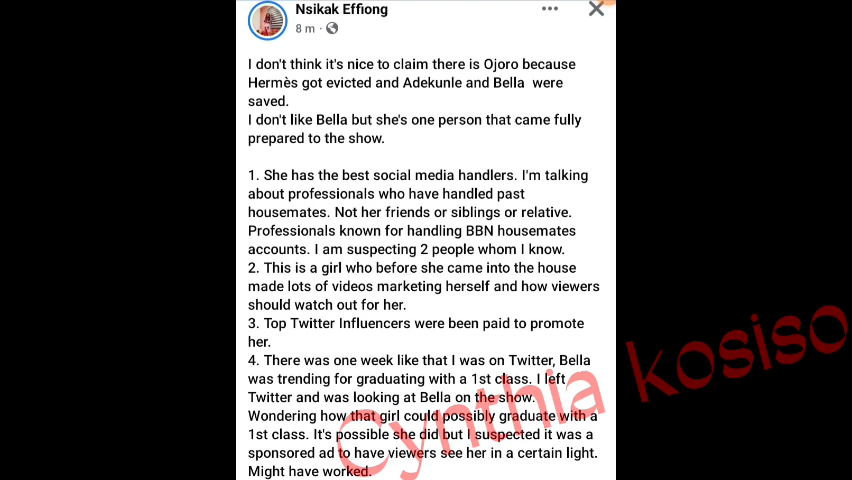 Nsikak Effiong
8 m
I don't think it's nice to claim there is Ojoro because
Hermès got evicted and Adekunle and Bella were
saved.
I don't like Bella but she's one person that came fully
prepared to the show.
1. She has the best social media handlers. I'm talking
about professionals who have handled past
housemates. Not her friends or siblings or relative.
Professionals known for handling BBN housemates
accounts. I am suspecting 2 people whom I know.
2. This is a girl who before she came into the house
made lots of videos marketing herself and how viewers
should watch out for her.
3. Top Twitter Influencers were been paid to promote
her.
4. There was one week like that I was on Twitter, Bella
was trending for graduating with a 1st class. I left
Twitter and was looking at Bella on the show.
Wondering how that girl could possibly graduate with a
1st class. It's possible she did but I suspected it was a
sponsored ad to have viewers see her in a certain light.
Might have worked.
Cynthia kosiso